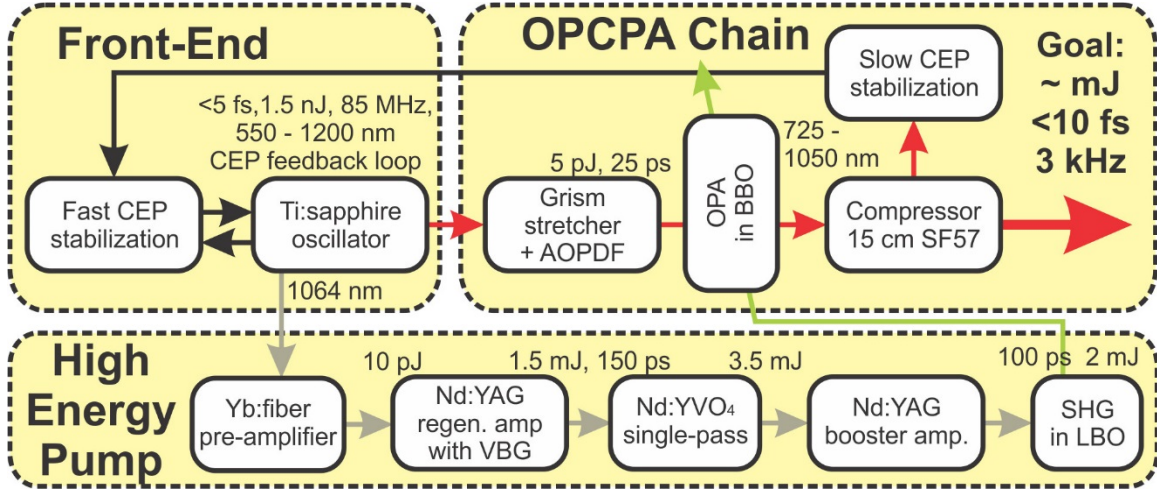 Front-End
<5 fs,1.5 nJ, 85 MHz,
550 - 1200 nm
CEP feedback loop
Fast CEP
stabilization
Ti:sapphire
oscillator
1064 nm
OPCPA Chain
5 pJ, 25 ps
Grism
stretcher
+ AOPDF
OPA
in BBO
725 -
1050 nm
Slow CEP
stabilization
Compressor
15 cm SF57
Goal:
~ mJ
<10 fs
3 kHz
High
Energy
Pump
Yb:fiber
pre-amplifier
10 pJ
Nd:YAG
regen. amp
with VBG
1.5 mJ, 150 ps
Nd:YVO₄
single-pass
3.5 mJ
Nd:YAG
booster amp.
100 ps 2 mJ
SHG
in LBO